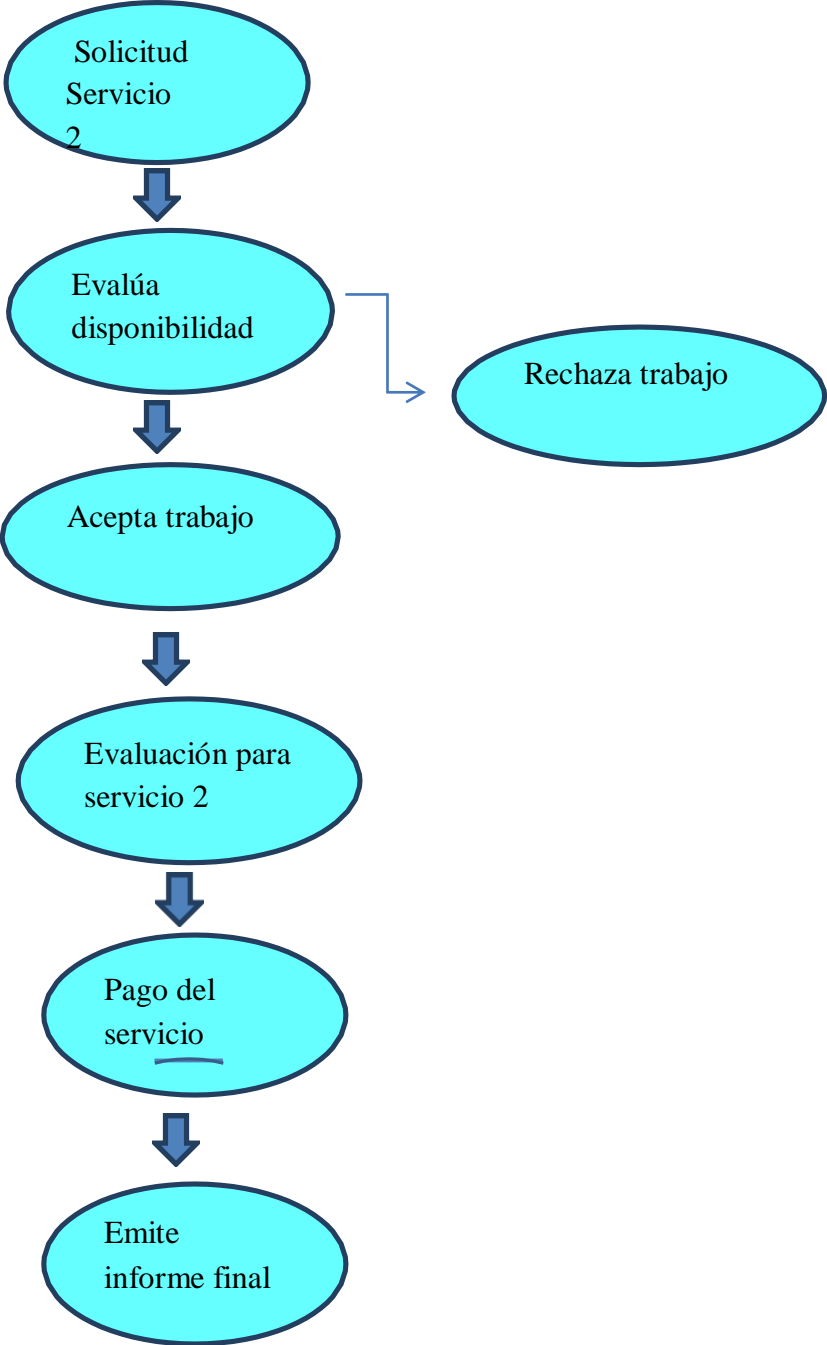 Solicitud
Servicio
2
Evalúa
disponibilidad
Rechaza trabajo
Acepta trabajo
Evaluación para
servicio 2
Pago del
servicio
Emite
informe final